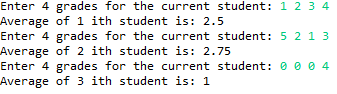 Enter 4 grades for the current student: 1 2 3 4
Average of 1 ith student is: 2.5
Enter 4 grades for the current student: 5 2 1 3
Average of 2 ith student is: 2.75
Enter 4 grades for the current student: 0 0 0 4
Average of 3 ith student is: 1